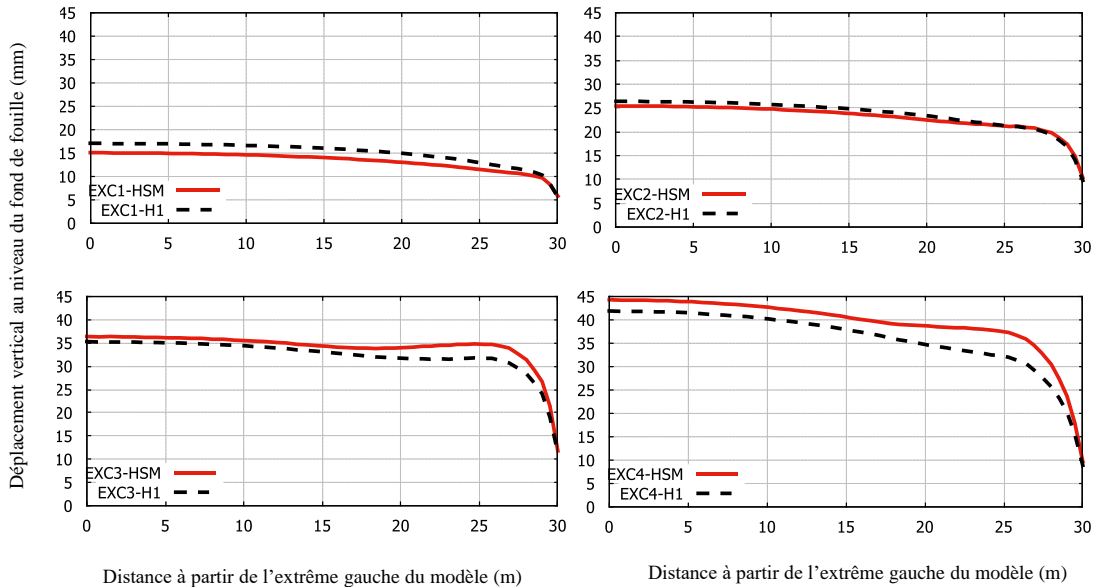 Déplacement vertical au niveau du fond de fouille (mm)
45
40
35
30
25
20
15
10
5
0
EXC1-HSM
EXC1-H1
0 5 10 15 20 25 30
45
40
35
30
25
20
15
10
5
0
EXC2-HSM
EXC2-H1
0 5 10 15 20 25 30
45
40
35
30
25
20
15
10
5
0
EXC3-HSM
EXC3-H1
0 5 10 15 20 25 30
45
40
35
30
25
20
15
10
5
0
EXC4-HSM
EXC4-H1
0 5 10 15 20 25 30
Distance à partir de l’extrême gauche du modèle (m)
Distance à partir de l’extrême gauche du modèle (m)